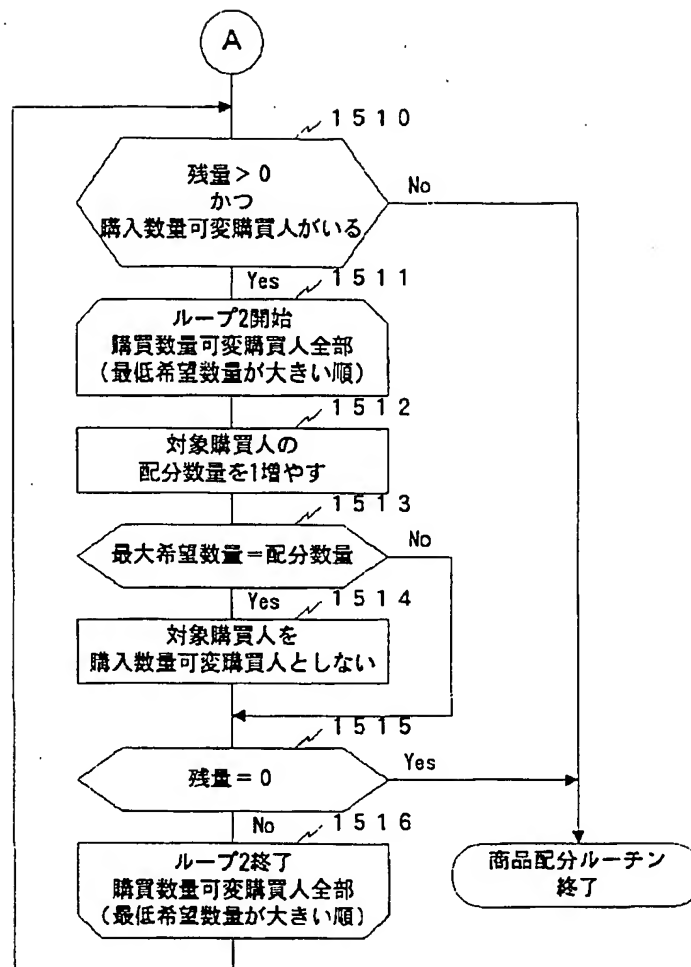 A
1510
残量>0
かつ
購入数量可変購買人がいる
No
Yes
1511
ループ2開始
購買数量可変購買人全部
(最低希望数量が大きい順)
1512
対象購買人の
配分数量を1増やす
1513
最大希望数量=配分数量
No
Yes
1514
対象購買人を
購入数量可変購買人としない
1515
残量=0
Yes
No
1516
ループ2終了
購買数量可変購買人全部
(最低希望数量が大きい順)
商品配分ルーチン
終了